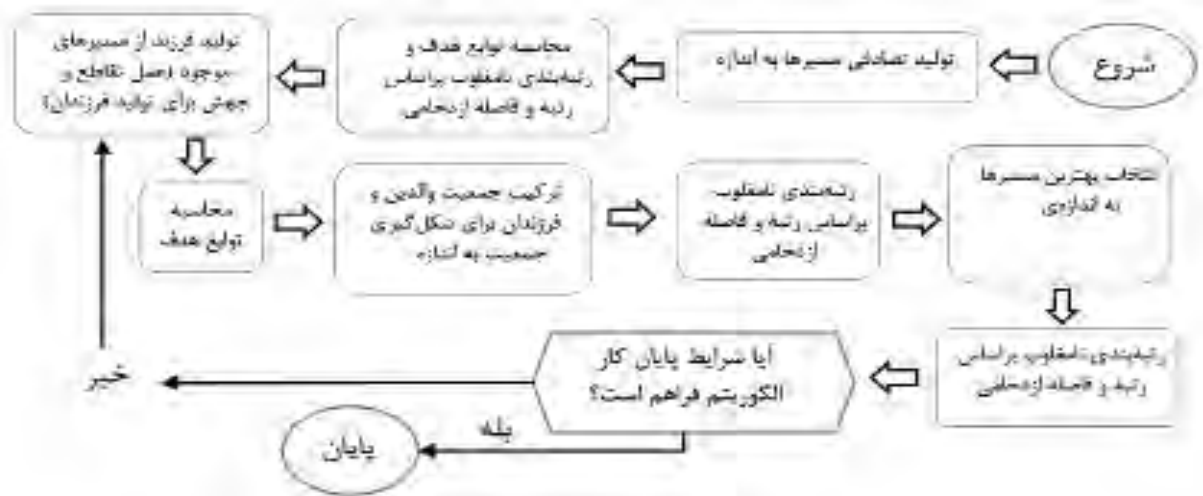 شروع
تولید تصادفی مسیرها به اندازه
محاسبه توابع هدف و
رتبه‌بندی نامغلوب براساس
رتبه و فاصله ازدحامی
تولید فرزند از مسیرهای
موجود (عمل تقاطع و
جهش برای تولید فرزندان)
محاسبه
توابع هدف
ترکیب جمعیت والدین و
فرزندان برای شکل‌گیری
جمعیت به اندازه
رتبه‌بندی نامغلوب
براساس رتبه و فاصله
ازدحامی
انتخاب بهترین مسیرها
به اندازه‌ی
رتبه‌بندی نامغلوب براساس
رتبه و فاصله ازدحامی
آیا شرایط پایان کار
الگوریتم فراهم است؟
خیر
بله
پایان